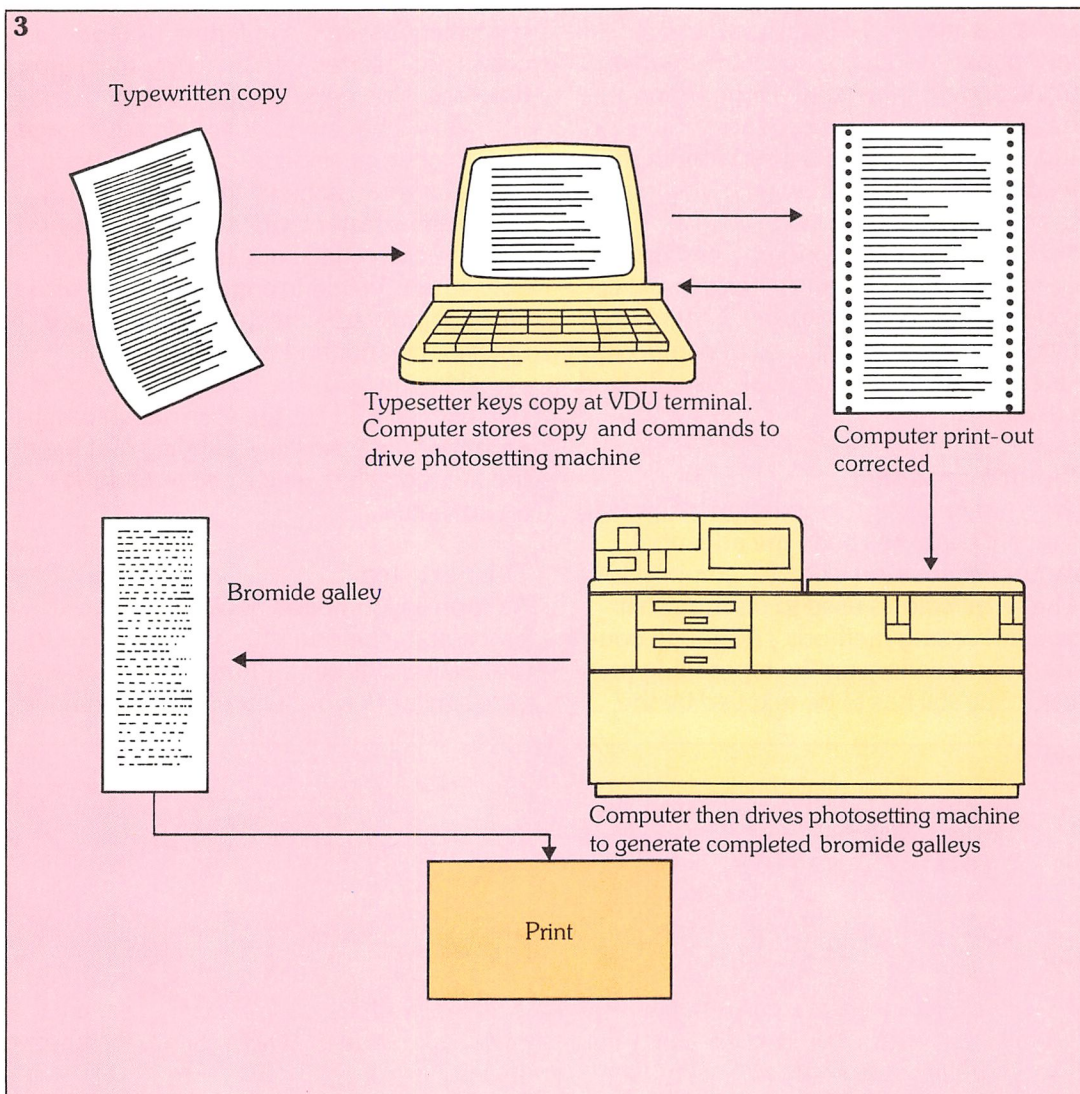 3
Typewritten copy
Typesetter keys copy at VDU terminal.
Computer stores copy and commands to
drive photosetting machine
Computer print-out
corrected
Bromide galley
Computer then drives photosetting machine
to generate completed bromide galleys
Print